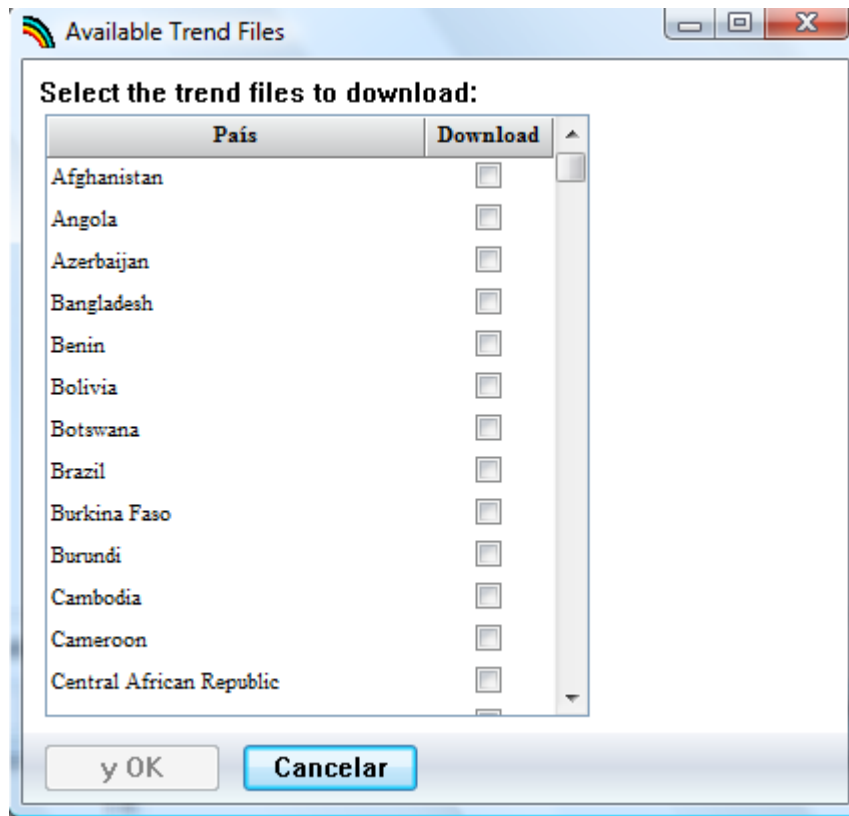 Available Trend Files
Select the trend files to download:
País Download
Afghanistan
Angola
Azerbaijan
Bangladesh
Benin
Bolivia
Botswana
Brazil
Burkina Faso
Burundi
Cambodia
Cameroon
Central African Republic
y OK Cancelar